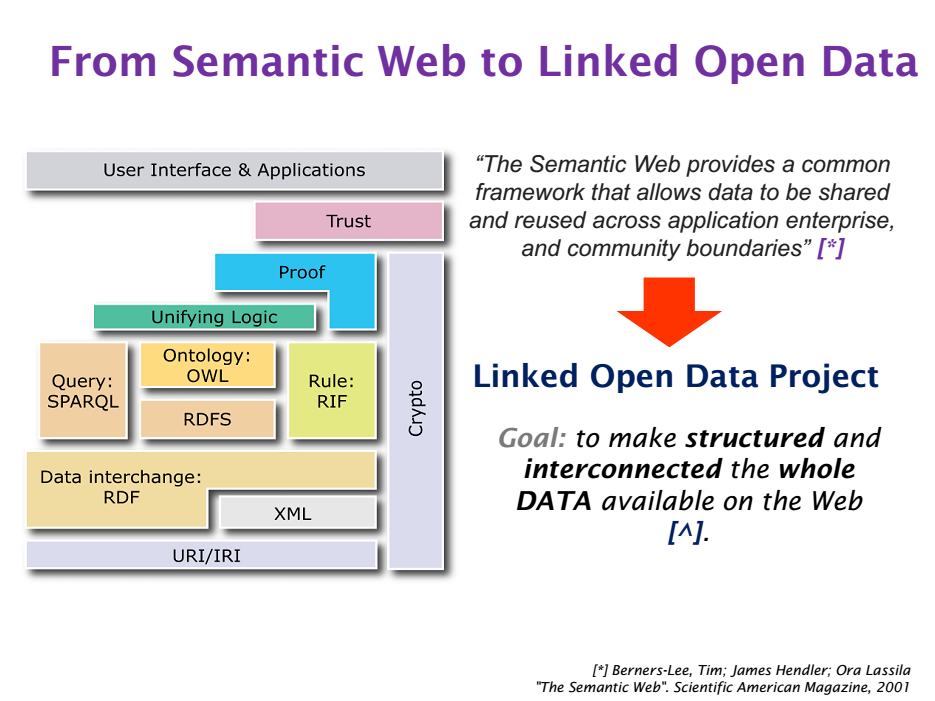 From Semantic Web to Linked Open Data
User Interface & Applications
Trust
Proof
Unifying Logic
Query:
SPARQL
Ontology:
OWL
RDFS
Rule:
RIF
Crypto
Data interchange:
RDF
XML
URI/IRI
“The Semantic Web provides a common
framework that allows data to be shared
and reused across application enterprise,
and community boundaries” [*]
Linked Open Data Project
Goal: to make structured and
interconnected the whole
DATA available on the Web
[^].
[*] Berners-Lee, Tim; James Hendler; Ora Lassila
"The Semantic Web". Scientific American Magazine, 2001